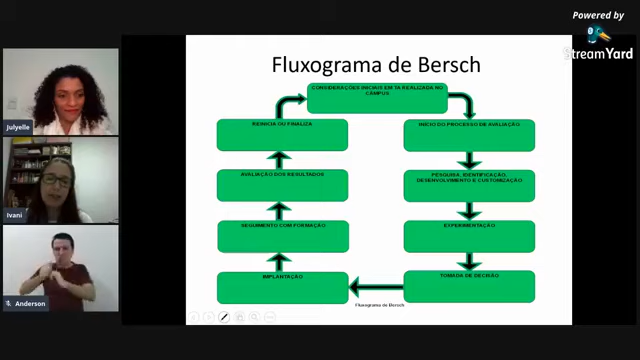 Powered by
StreamYard
Fluxograma de Bersch
CONSIDERAÇÕES INICIAIS EM TA REALIZADA NO
CÂMPUS
REINICIA OU FINALIZA
INÍCIO DO PROCESSO DE AVALIAÇÃO
AVALIAÇÃO DOS RESULTADOS
PESQUISA, IDENTIFICAÇÃO,
DESENVOLVIMENTO E CUSTOMIZAÇÃO
SEGUIMENTO COM FORMAÇÃO
EXPERIMENTAÇÃO
IMPLANTAÇÃO
TOMADA DE DECISÃO
Fluxograma de Bersch
Julyelle
Ivani
Anderson